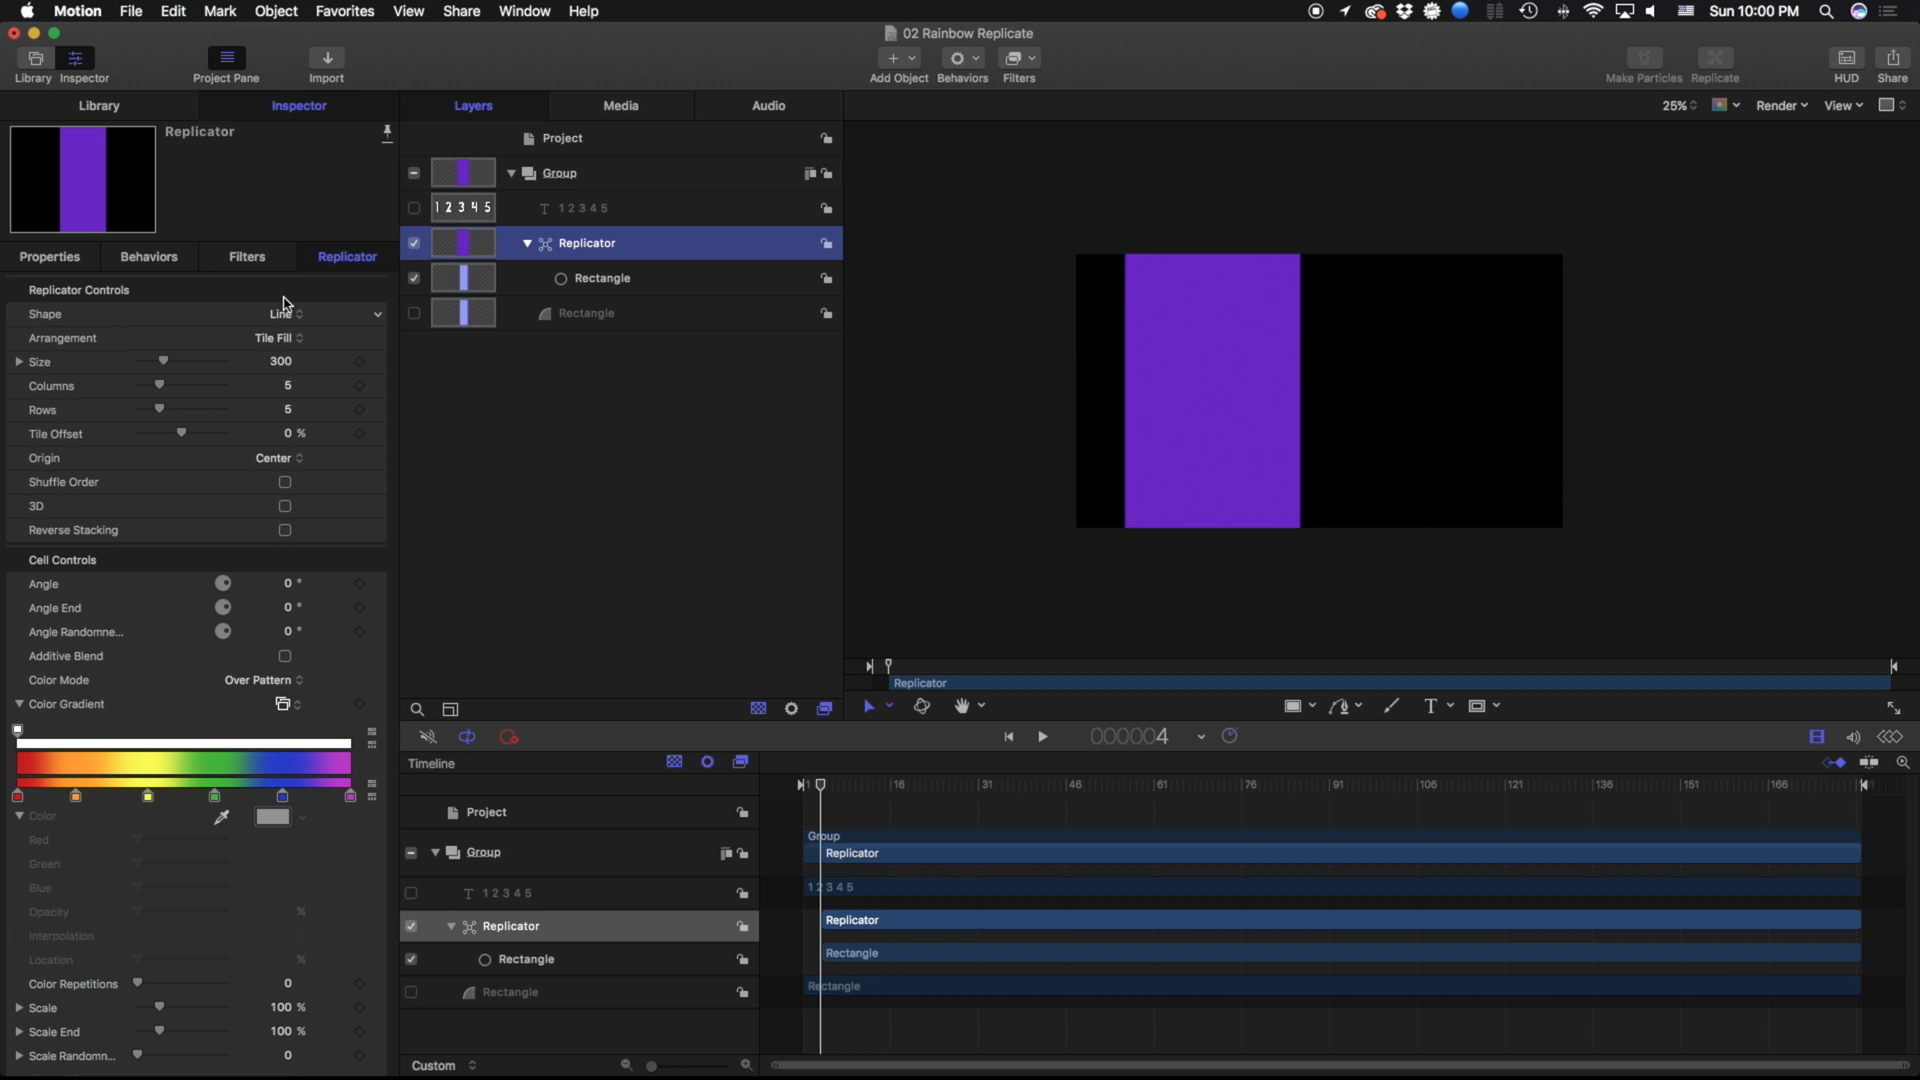 Motion File Edit Mark Object Favorites View Share Window Help
Sun 10:00 PM
02 Rainbow Replicate
Library Inspector Project Pane Import
Add Object Behaviors Filters
Make Particles Replicate HUD Share
Library Inspector
Layers Media Audio
25% Render View
Replicator
Properties Behaviors Filters Replicator
Replicator Controls
Shape Line
Arrangement Tile Fill
Size 300
Columns 5
Rows 5
Tile Offset 0 %
Origin Center
Shuffle Order
3D
Reverse Stacking
Cell Controls
Angle 0 °
Angle End 0 °
Angle Randomne... 0 °
Additive Blend
Color Mode Over Pattern
Color Gradient
Color
Red
Green
Blue
Opacity %
Interpolation
Location %
Color Repetitions 0
Scale 100 %
Scale End 100 %
Scale Randomn... 0
Project
Group
1 2 3 4 5 T 1 2 3 4 5
Replicator
Rectangle
Rectangle
Replicator
T
0000004
Timeline
1 16 31 46 61 76 91 106 121 136 151 166
Project
Group
T 1 2 3 4 5
Replicator
Rectangle
Rectangle
Group
Replicator
1 2 3 4 5
Replicator
Rectangle
Rectangle
Custom